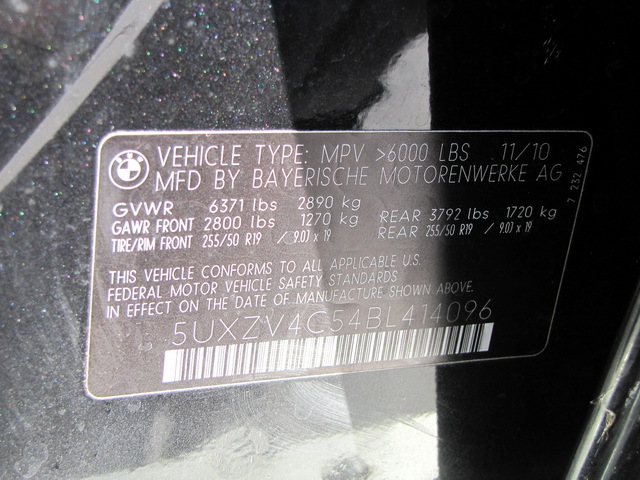 BMW
VEHICLE TYPE: MPV >6000 LBS 11/10
MFD BY BAYERISCHE MOTORENWERKE AG
GVWR 6371 lbs 2890 kg
GAWR FRONT 2800 lbs 1270 kg REAR 3792 lbs 1720 kg
TIRE/RIM FRONT 255/50 R19 / 9.0J x 19 REAR 255/50 R19 / 9.0J x 19
THIS VEHICLE CONFORMS TO ALL APPLICABLE U.S.
FEDERAL MOTOR VEHICLE SAFETY STANDARDS
IN EFFECT ON THE DATE OF MANUFACTURE SHOWN ABOVE.
5UXZV4C54BL414096
7 232 476